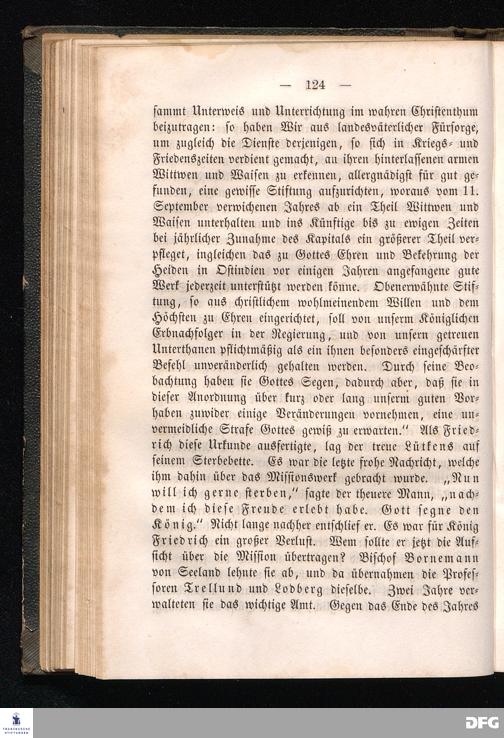 — 124 —
sammt Unterweis und Unterrichtung im wahren Christenthum
beizutragen: so haben Wir aus landesväterlicher Fürsorge,
um zugleich die Dienste derjenigen, so sich in Kriegs- und
Friedenszeiten verdient gemacht, an ihren hinterlassenen armen
Wittwen und Waisen zu erkennen, allergnädigst für gut ge-
funden, eine gewisse Stiftung aufzurichten, woraus vom 11.
September verwichenen Jahres ab ein Theil Wittwen und
Waisen unterhalten und ins Künftige bis zu ewigen Zeiten
bei jährlicher Zunahme des Kapitals ein größerer Theil ver-
pfleget, ingleichen das zu Gottes Ehren und Bekehrung der
Heiden in Ostindien vor einigen Jahren angefangene gute
Werk jederzeit unterstützt werden könne. Obenerwähnte Stif-
tung, so aus christlichem wohlmeinendem Willen und dem
Höchsten zu Ehren eingerichtet, soll von unserm Königlichen
Erbnachfolger in der Regierung, und von unsern getreuen
Unterthanen pflichtmäßig als ein ihnen besonders eingeschärfter
Befehl unveränderlich gehalten werden. Durch seine Beo-
bachtung haben sie Gottes Segen, dadurch aber, daß sie in
dieser Anordnung über kurz oder lang unserm guten Vor-
haben zuwider einige Veränderungen vornehmen, eine un-
vermeidliche Strafe Gottes gewiß zu erwarten.“ Als Fried-
rich diese Urkunde ausfertigte, lag der treue Lütkens auf
seinem Sterbebette. Es war die letzte frohe Nachricht, welche
ihm dahin über das Missionswerk gebracht wurde. „Nun
will ich gerne sterben,“ sagte der theuere Mann, „nach-
dem ich diese Freude erlebt habe. Gott segne den
König.“ Nicht lange nachher entschlief er. Es war für König
Friedrich ein großer Verlust. Wem sollte er jetzt die Auf-
sicht über die Mission übertragen? Bischof Bornemann
von Seeland lehnte sie ab, und da übernahmen die Profes-
soren Trellund und Lodberg dieselbe. Zwei Jahre ver-
walteten sie das wichtige Amt. Gegen das Ende des Jahres
FRANCKESCHE
STIFTUNGEN
DFG